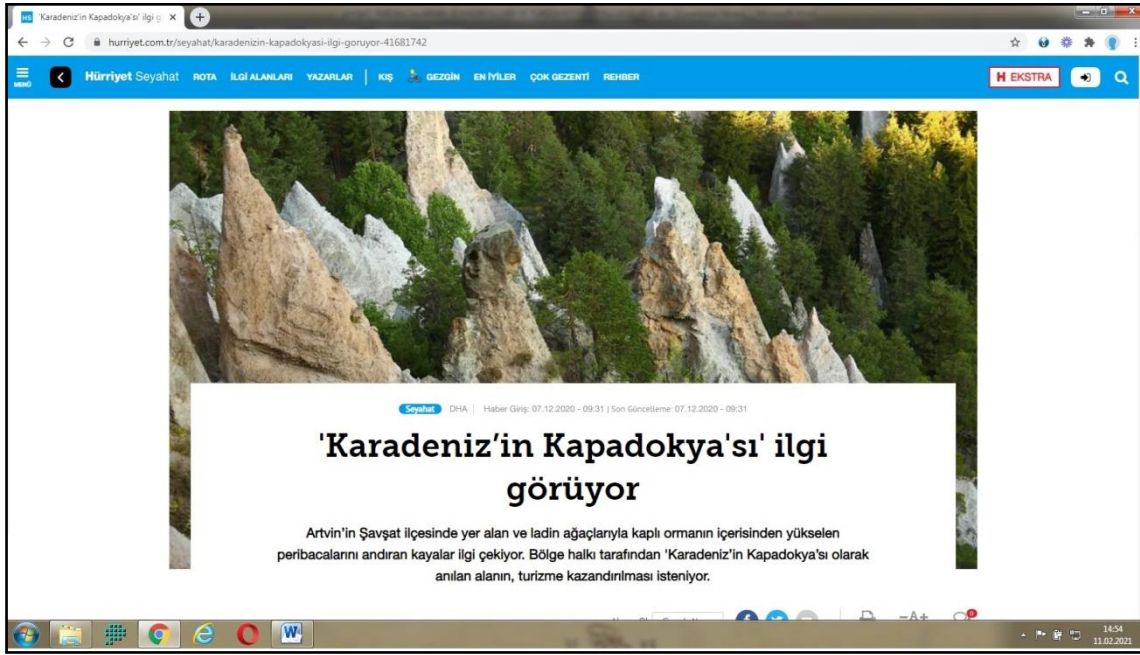 HS 'Karadeniz'in Kapadokya'sı' ilgi g
hurriyet.com.tr/seyahat/karadenizin-kapadokyasi-ilgi-goruyor-41681742
MENÜ Hürriyet Seyahat ROTA İLGİ ALANLARI YAZARLAR KIŞ GEZGİN EN İYİLER ÇOK GEZENTİ REHBER H EKSTRA
Seyahat DHA | Haber Giriş: 07.12.2020 - 09:31 | Son Güncelleme: 07.12.2020 - 09:31
'Karadeniz’in Kapadokya'sı' ilgi
görüyor
Artvin’in Şavşat ilçesinde yer alan ve ladin ağaçlarıyla kaplı ormanın içerisinden yükselen
peribacalarını andıran kayalar ilgi çekiyor. Bölge halkı tarafından 'Karadeniz’in Kapadokya’sı olarak
anılan alanın, turizme kazandırılması isteniyor.
-A+
14:54
11.02.2021